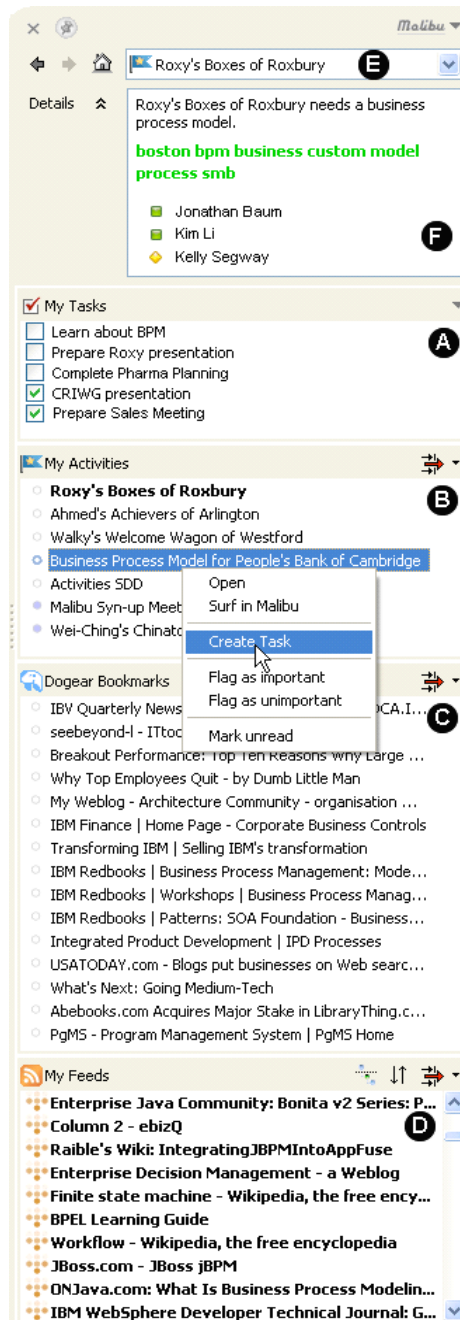 Malibu
Roxy's Boxes of Roxbury
E
Details
Roxy's Boxes of Roxbury needs a business
process model.
boston bpm business custom model
process smb
Jonathan Baum
Kim Li
F
Kelly Segway
My Tasks
Learn about BPM
A
Prepare Roxy presentation
Complete Pharma Planning
CRIWG presentation
Prepare Sales Meeting
My Activities
Roxy's Boxes of Roxbury
B
Ahmed's Achievers of Arlington
Walky's Welcome Wagon of Westford
Business Process Model for People's Bank of Cambridge
Activities SDD
Malibu Syn-up Meet
Wei-Ching's Chinato
Open
Surf in Malibu
Create Task
Flag as important
Flag as unimportant
Mark unread
Dogear Bookmarks
IBV Quarterly News
C
seebeyond-l - ITtoo
Breakout Performance: Top Ten Reasons Why Large ...
Why Top Employees Quit - by Dumb Little Man
My Weblog - Architecture Community - organisation ...
IBM Finance | Home Page - Corporate Business Controls
Transforming IBM | Selling IBM's transformation
IBM Redbooks | Business Process Management: Mode...
IBM Redbooks | Workshops | Business Process Manag...
IBM Redbooks | Patterns: SOA Foundation - Business...
Integrated Product Development | IPD Processes
USATODAY.com - Blogs put businesses on Web searc...
What's Next: Going Medium-Tech
Abebooks.com Acquires Major Stake in LibraryThing.c...
PgMS - Program Management System | PgMS Home
My Feeds
Enterprise Java Community: Bonita v2 Series: P...
Column 2 - ebizQ
D
Raible's Wiki: IntegratingJBPMIntoAppFuse
Enterprise Decision Management - a Weblog
Finite state machine - Wikipedia, the free ency...
BPEL Learning Guide
Workflow - Wikipedia, the free encyclopedia
JBoss.com - JBoss jBPM
ONJava.com: What Is Business Process Modelin...
IBM WebSphere Developer Technical Journal: G...